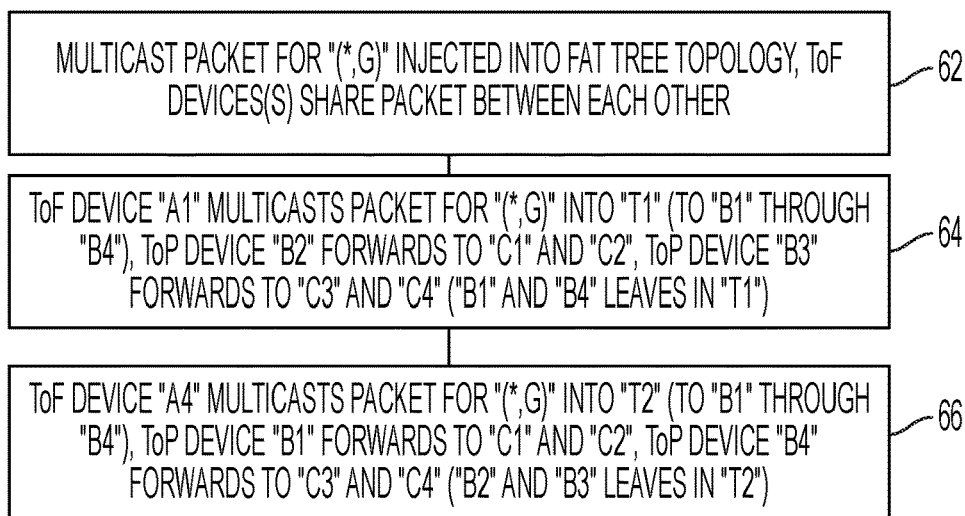 MULTICAST PACKET FOR "(*,G)" INJECTED INTO FAT TREE TOPOLOGY, ToF
DEVICES(S) SHARE PACKET BETWEEN EACH OTHER
62
ToF DEVICE "A1" MULTICASTS PACKET FOR "(*,G)" INTO "T1" (TO "B1" THROUGH
"B4"), ToP DEVICE "B2" FORWARDS TO "C1" AND "C2", ToP DEVICE "B3"
FORWARDS TO "C3" AND "C4" ("B1" AND "B4" LEAVES IN "T1")
64
ToF DEVICE "A4" MULTICASTS PACKET FOR "(*,G)" INTO "T2" (TO "B1" THROUGH
"B4"), ToP DEVICE "B1" FORWARDS TO "C1" AND "C2", ToP DEVICE "B4"
FORWARDS TO "C3" AND "C4" ("B2" AND "B3" LEAVES IN "T2")
66